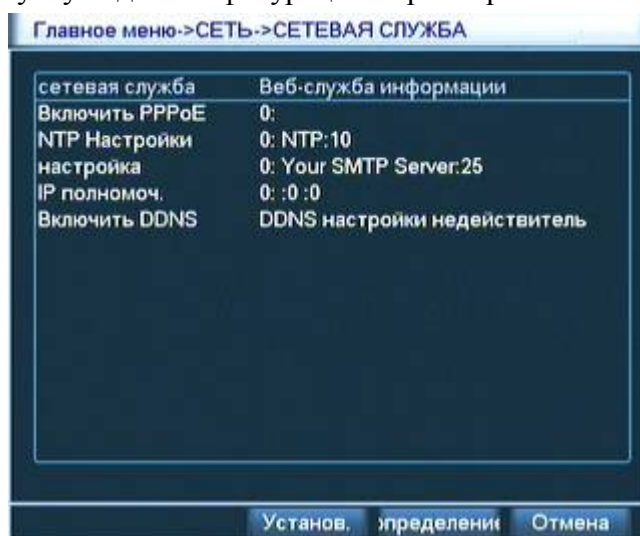 Главное меню->СЕТЬ->СЕТЕВАЯ СЛУЖБА
сетевая служба Веб-служба информации
Включить PPPoE 0:
NTP Настройки 0: NTP:10
настройка 0: Your SMTP Server:25
IP полномоч. 0: :0 :0
Включить DDNS DDNS настройки недействитель
Установ. определение Отмена